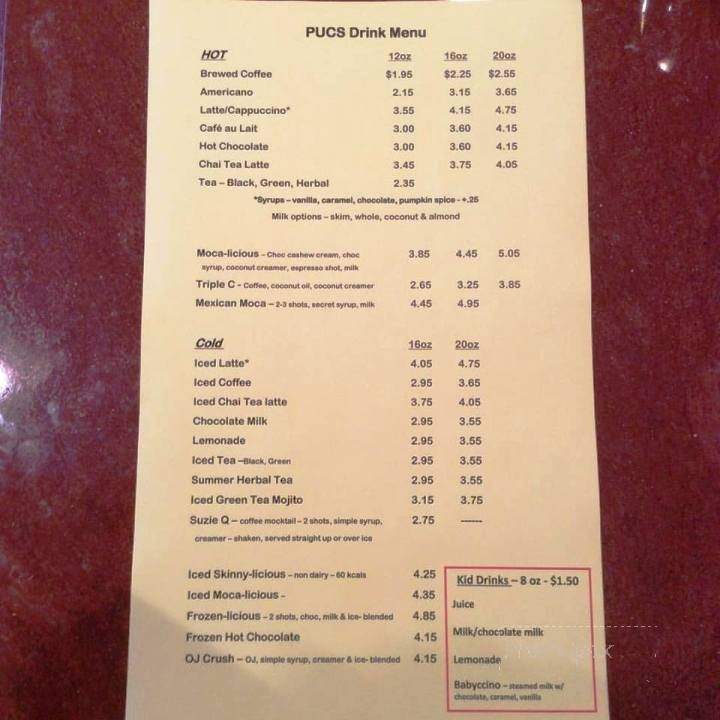 PUCS Drink Menu
HOT 12oz 16oz 20oz
Brewed Coffee $1.95 $2.25 $2.55
Americano 2.15 3.15 3.65
Latte/Cappuccino* 3.55 4.15 4.75
Café au Lait 3.00 3.60 4.15
Hot Chocolate 3.00 3.60 4.15
Chai Tea Latte 3.45 3.75 4.05
Tea – Black, Green, Herbal 2.35
*Syrups – vanilla, caramel, chocolate, pumpkin spice - +.25
Milk options – skim, whole, coconut & almond
Moca-licious – Choc cashew cream, choc 3.85 4.45 5.05
syrup, coconut creamer, espresso shot, milk
Triple C - Coffee, coconut oil, coconut creamer 2.65 3.25 3.85
Mexican Moca – 2-3 shots, secret syrup, milk 4.45 4.95
Cold 16oz 20oz
Iced Latte* 4.05 4.75
Iced Coffee 2.95 3.65
Iced Chai Tea latte 3.75 4.05
Chocolate Milk 2.95 3.55
Lemonade 2.95 3.55
Iced Tea –Black, Green 2.95 3.55
Summer Herbal Tea 2.95 3.55
Iced Green Tea Mojito 3.15 3.75
Suzie Q – coffee mocktail – 2 shots, simple syrup, 2.75 ------
creamer – shaken, served straight up or over ice
Iced Skinny-licious – non dairy – 60 kcals 4.25
Iced Moca-licious - 4.35
Frozen-licious – 2 shots, choc, milk & ice- blended 4.85
Frozen Hot Chocolate 4.15
OJ Crush – OJ, simple syrup, creamer & ice- blended 4.15
Kid Drinks – 8 oz - $1.50
Juice
Milk/chocolate milk
Lemonade
Babyccino – steamed milk w/
chocolate, caramel, vanilla